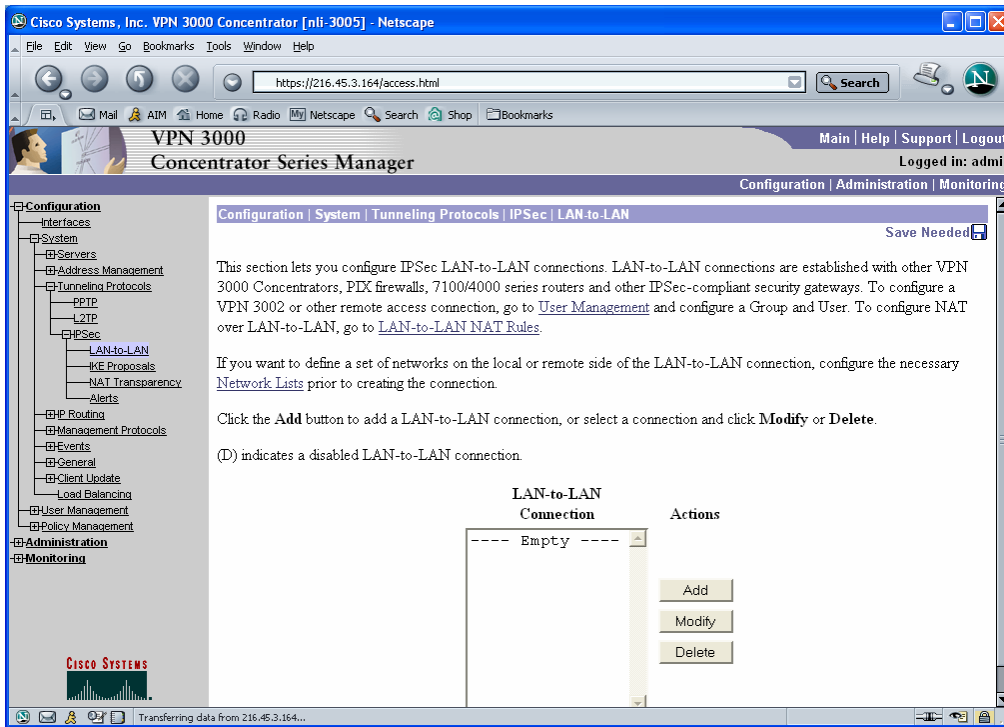 Cisco Systems, Inc. VPN 3000 Concentrator [nli-3005] - Netscape
File Edit View Go Bookmarks Tools Window Help
https://216.45.3.164/access.html
Search
N
Mail AIM Home Radio My Netscape Search Shop Bookmarks
VPN 3000
Concentrator Series Manager
Main | Help | Support | Logout
Logged in: admi
Configuration | Administration | Monitoring
Configuration
Interfaces
System
Servers
Address Management
Tunneling Protocols
PPTP
L2TP
IPSec
LAN-to-LAN
IKE Proposals
NAT Transparency
Alerts
IP Routing
Management Protocols
Events
General
Client Update
Load Balancing
User Management
Policy Management
Administration
Monitoring
CISCO SYSTEMS
Configuration | System | Tunneling Protocols | IPSec | LAN-to-LAN
Save Needed
This section lets you configure IPSec LAN-to-LAN connections. LAN-to-LAN connections are established with other VPN
3000 Concentrators, PIX firewalls, 7100/4000 series routers and other IPSec-compliant security gateways. To configure a
VPN 3002 or other remote access connection, go to User Management and configure a Group and User. To configure NAT
over LAN-to-LAN, go to LAN-to-LAN NAT Rules.
If you want to define a set of networks on the local or remote side of the LAN-to-LAN connection, configure the necessary
Network Lists prior to creating the connection.
Click the Add button to add a LAN-to-LAN connection, or select a connection and click Modify or Delete.
(D) indicates a disabled LAN-to-LAN connection.
LAN-to-LAN
Connection
Actions
---- Empty ----
Add
Modify
Delete
Transferring data from 216.45.3.164...